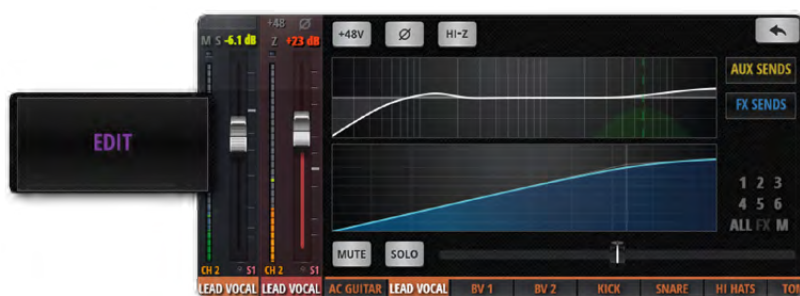 EDIT
M S -6.1 dB
+48 Ø
Z +23 dB
+48V Ø HI-Z
AUX SENDS
FX SENDS
1 2 3
4 5 6
ALL FX M
MUTE SOLO
CH 2 S1
CH 2 S1
LEAD VOCAL LEAD VOCAL AC GUITAR LEAD VOCAL BV 1 BV 2 KICK SNARE HI HATS TOM